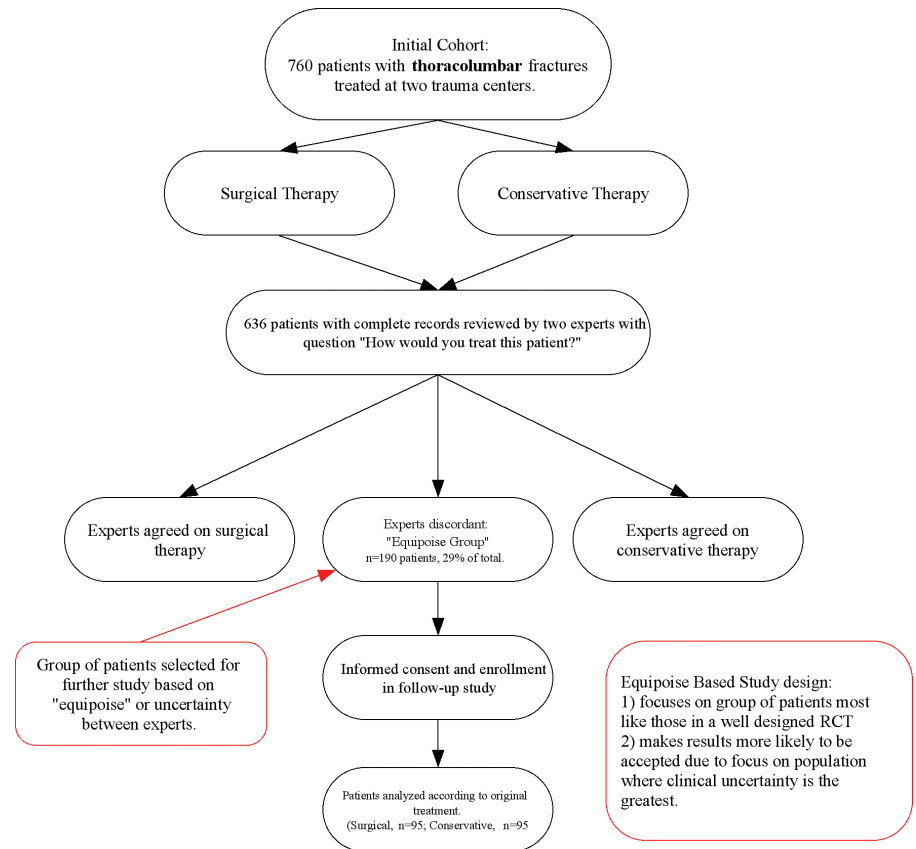 Initial Cohort:
760 patients with thoracolumbar fractures
treated at two trauma centers.
Surgical Therapy
Conservative Therapy
636 patients with complete records reviewed by two experts with
question "How would you treat this patient?"
Experts agreed on surgical
therapy
Experts discordant:
"Equipoise Group"
n=190 patients, 29% of total.
Experts agreed on
conservative therapy
Group of patients selected for
further study based on
"equipoise" or uncertainty
between experts.
Informed consent and enrollment
in follow-up study
Equipoise Based Study design:
1) focuses on group of patients most
like those in a well designed RCT
2) makes results more likely to be
accepted due to focus on population
where clinical uncertainty is the
greatest.
Patients analyzed according to original
treatment.
(Surgical, n=95; Conservative, n=95